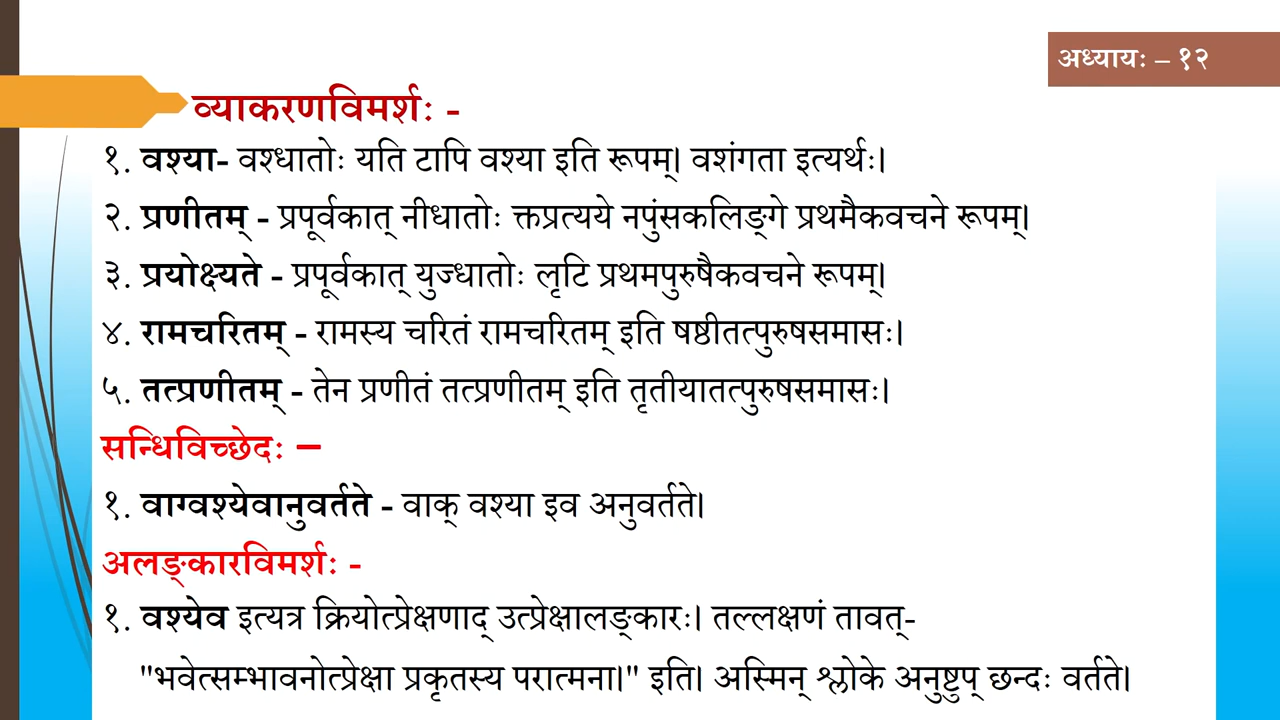 अध्यायः – १२
व्याकरणविमर्शः -
१. वश्या- वश्धातोः यति टापि वश्या इति रूपम्। वशंगता इत्यर्थः।
२. प्रणीतम् - प्रपूर्वकात् नीधातोः क्तप्रत्यये नपुंसकलिङ्गे प्रथमैकवचने रूपम्।
३. प्रयोक्ष्यते - प्रपूर्वकात् युज्धातोः लृटि प्रथमपुरुषैकवचने रूपम्।
४. रामचरितम् - रामस्य चरितं रामचरितम् इति षष्ठीतत्पुरुषसमासः।
५. तत्प्रणीतम् - तेन प्रणीतं तत्प्रणीतम् इति तृतीयातत्पुरुषसमासः।
सन्धिविच्छेदः –
१. वाग्वश्येवानुवर्तते - वाक् वश्या इव अनुवर्तते।
अलङ्कारविमर्शः -
१. वश्येव इत्यत्र क्रियोत्प्रेक्षणाद् उत्प्रेक्षालङ्कारः। तल्लक्षणं तावत्-
"भवेत्सम्भावनोत्प्रेक्षा प्रकृतस्य परात्मना।" इति। अस्मिन् श्लोके अनुष्टुप् छन्दः वर्तते।